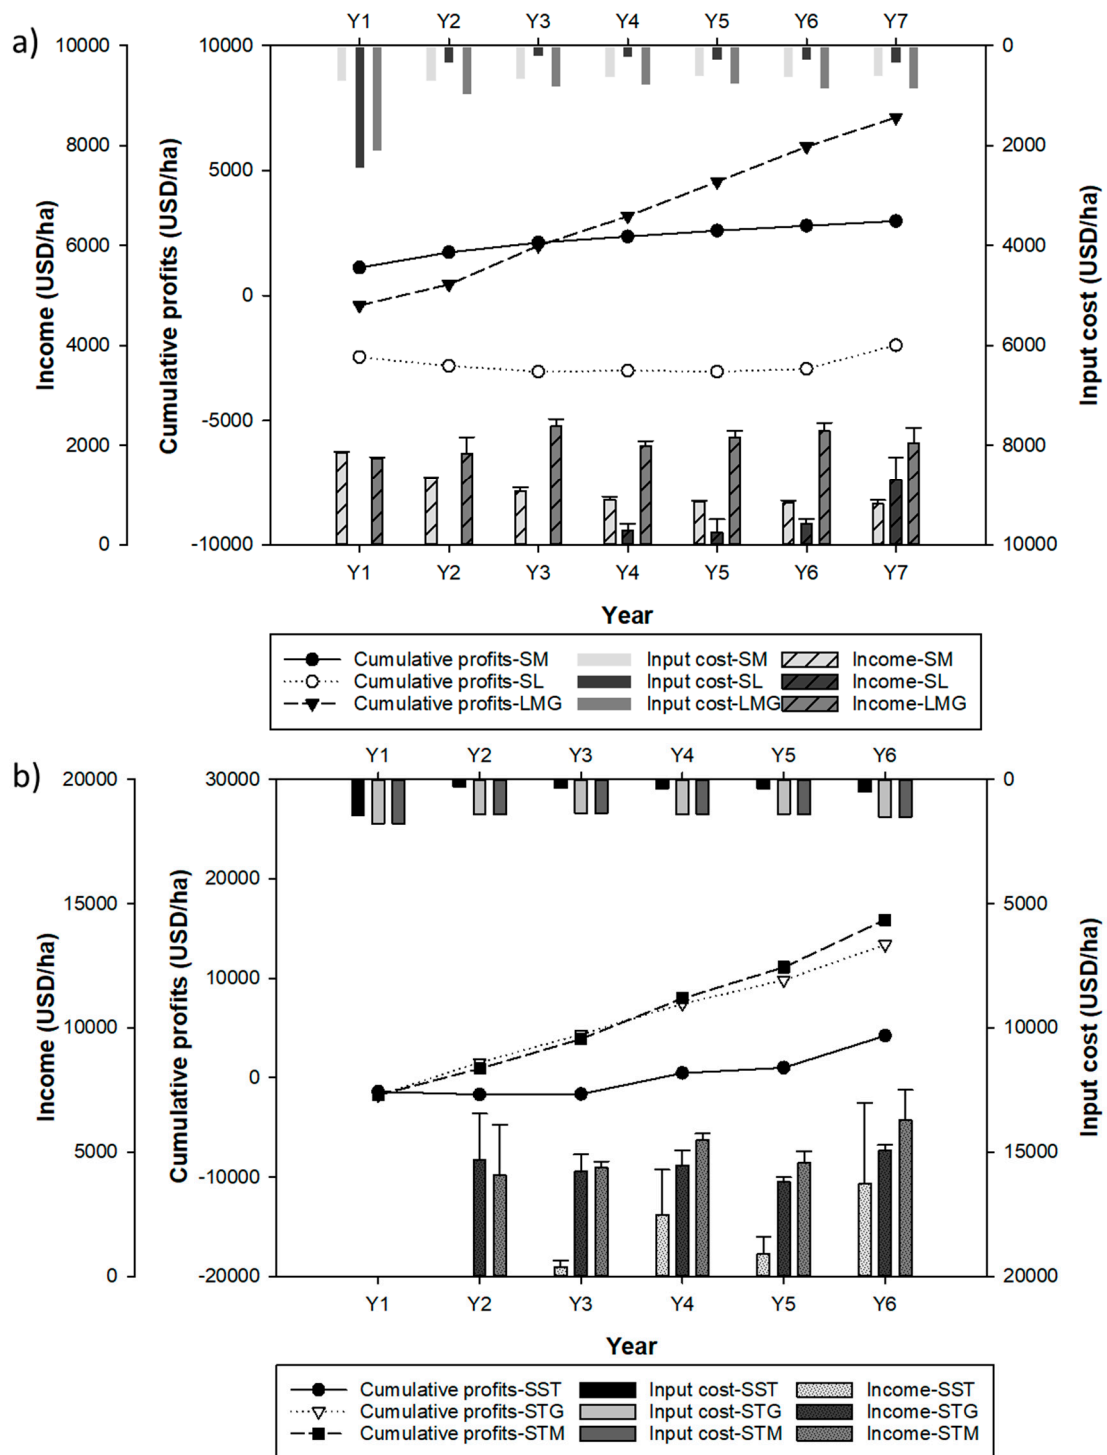 a)
Y1 Y2 Y3 Y4 Y5 Y6 Y7
10000 10000 0
8000 2000
5000
6000 4000
0
4000 6000
-5000
2000 8000
0 -10000 10000
Income (USD/ha)
Cumulative profits (USD/ha)
Input cost (USD/ha)
Y1 Y2 Y3 Y4 Y5 Y6 Y7
Year
Cumulative profits-SM Input cost-SM Income-SM
Cumulative profits-SL Input cost-SL Income-SL
Cumulative profits-LMG Input cost-LMG Income-LMG
b)
Y1 Y2 Y3 Y4 Y5 Y6
20000 30000 0
20000
15000 5000
10000
10000 10000
0
5000 15000
-10000
0 -20000 20000
Income (USD/ha)
Cumulative profits (USD/ha)
Input cost (USD/ha)
Y1 Y2 Y3 Y4 Y5 Y6
Year
Cumulative profits-SST Input cost-SST Income-SST
Cumulative profits-STG Input cost-STG Income-STG
Cumulative profits-STM Input cost-STM Income-STM